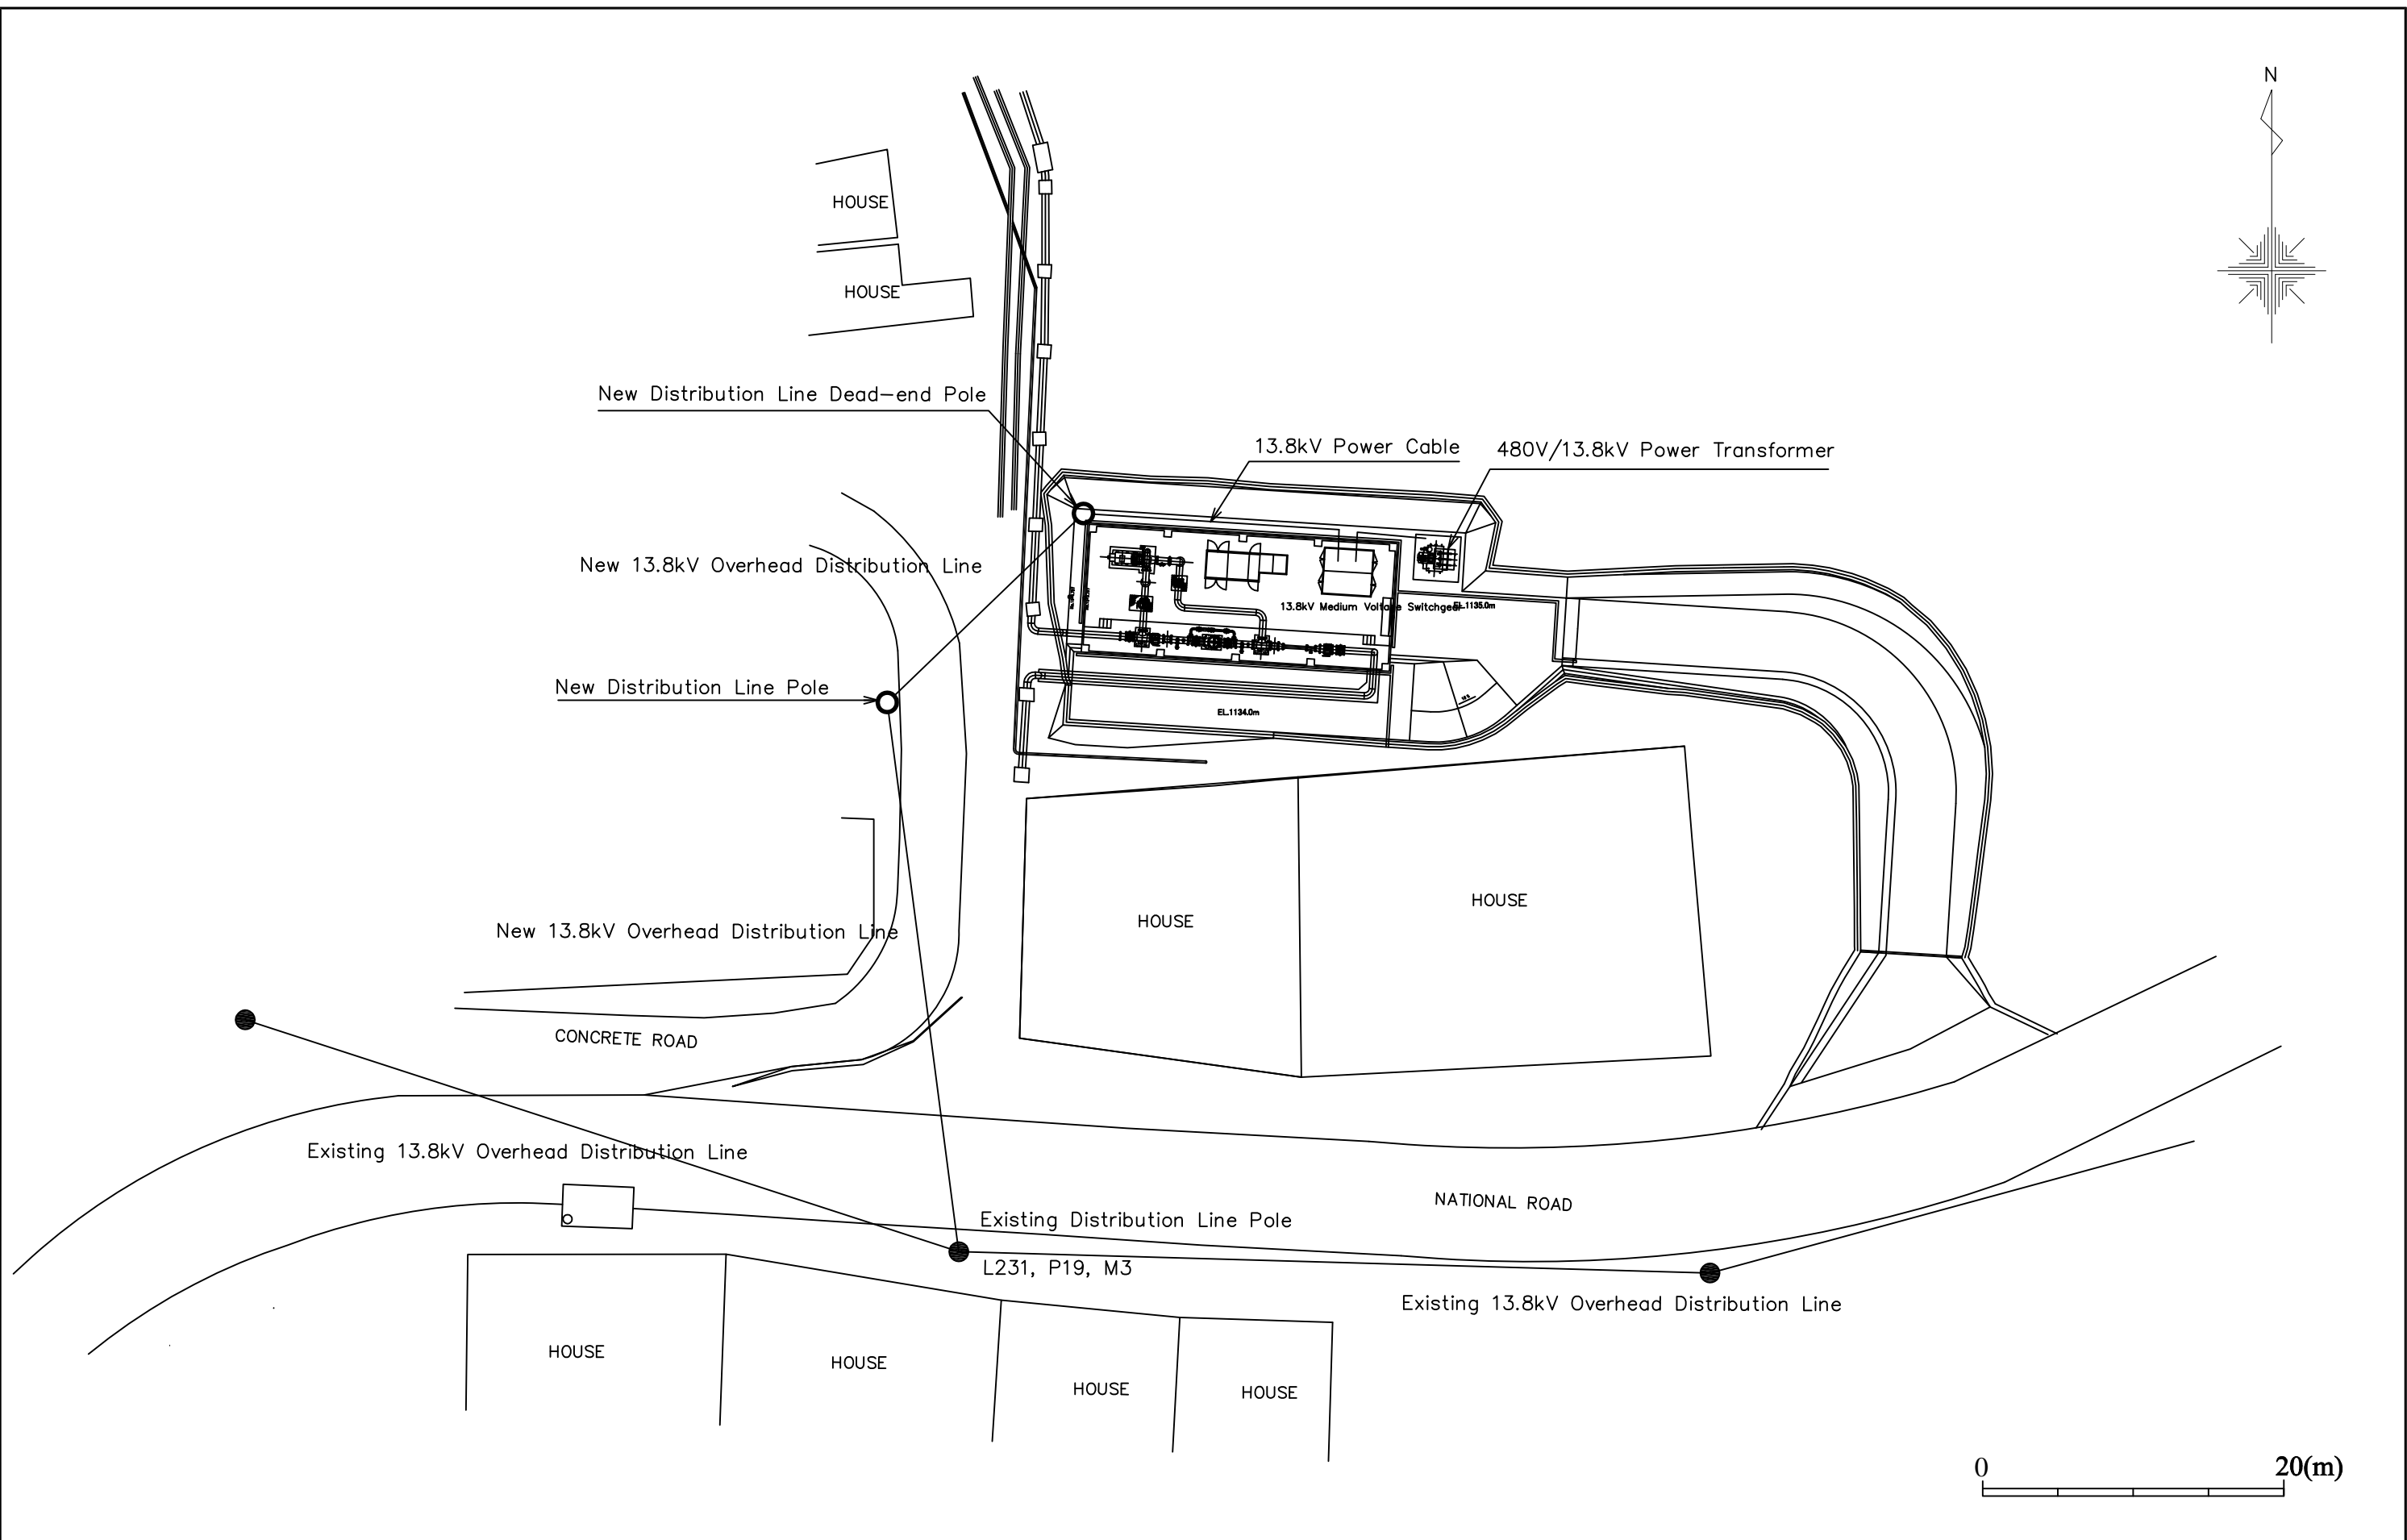 N
HOUSE
HOUSE
New Distribution Line Dead-end Pole
13.8kV Power Cable
480V/13.8kV Power Transformer
New 13.8kV Overhead Distribution Line
13.8kV Medium Voltage Switchgear
EL.1135.0m
New Distribution Line Pole
EL.1134.0m
HOUSE
HOUSE
New 13.8kV Overhead Distribution Line
CONCRETE ROAD
Existing 13.8kV Overhead Distribution Line
NATIONAL ROAD
Existing Distribution Line Pole
L231, P19, M3
Existing 13.8kV Overhead Distribution Line
HOUSE
HOUSE
HOUSE
HOUSE
0 20(m)